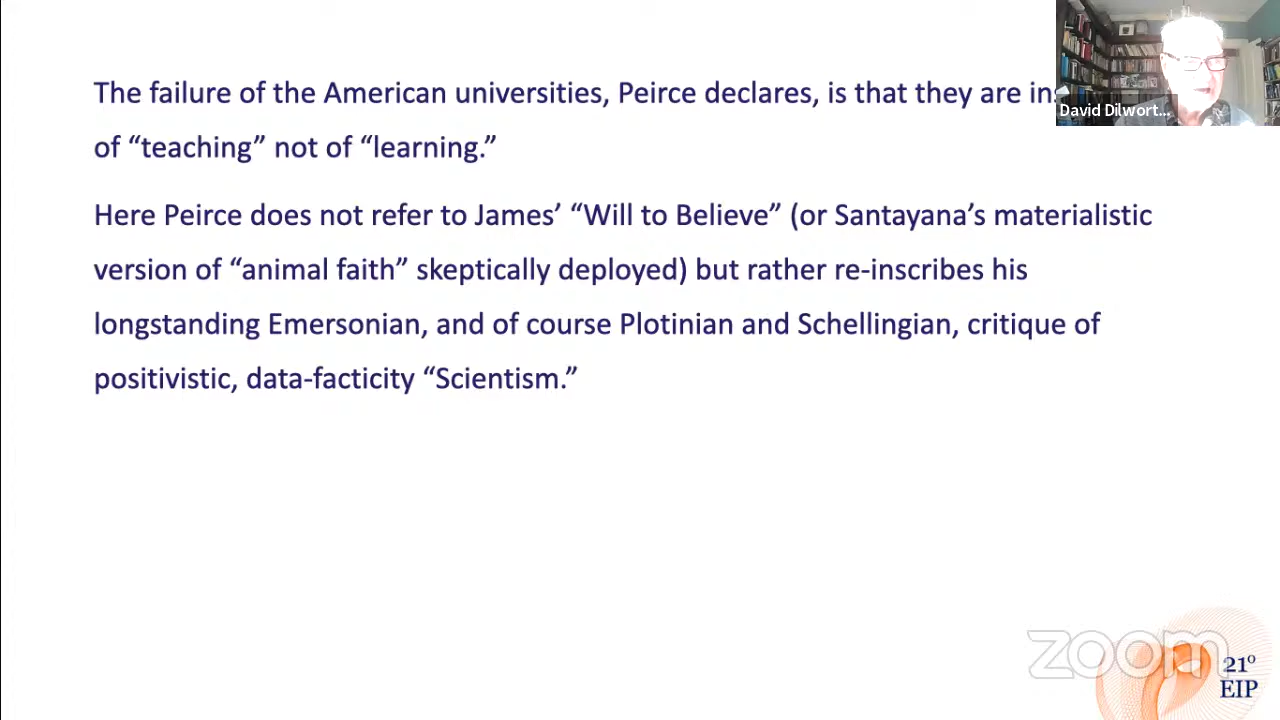 The failure of the American universities, Peirce declares, is that they are
of “teaching” not of “learning.”
Here Peirce does not refer to James’ “Will to Believe” (or Santayana’s materialistic
version of “animal faith” skeptically deployed) but rather re-inscribes his
longstanding Emersonian, and of course Plotinian and Schellingian, critique of
positivistic, data-facticity “Scientism.”
David Dilwort...
zoom
21º
EIP